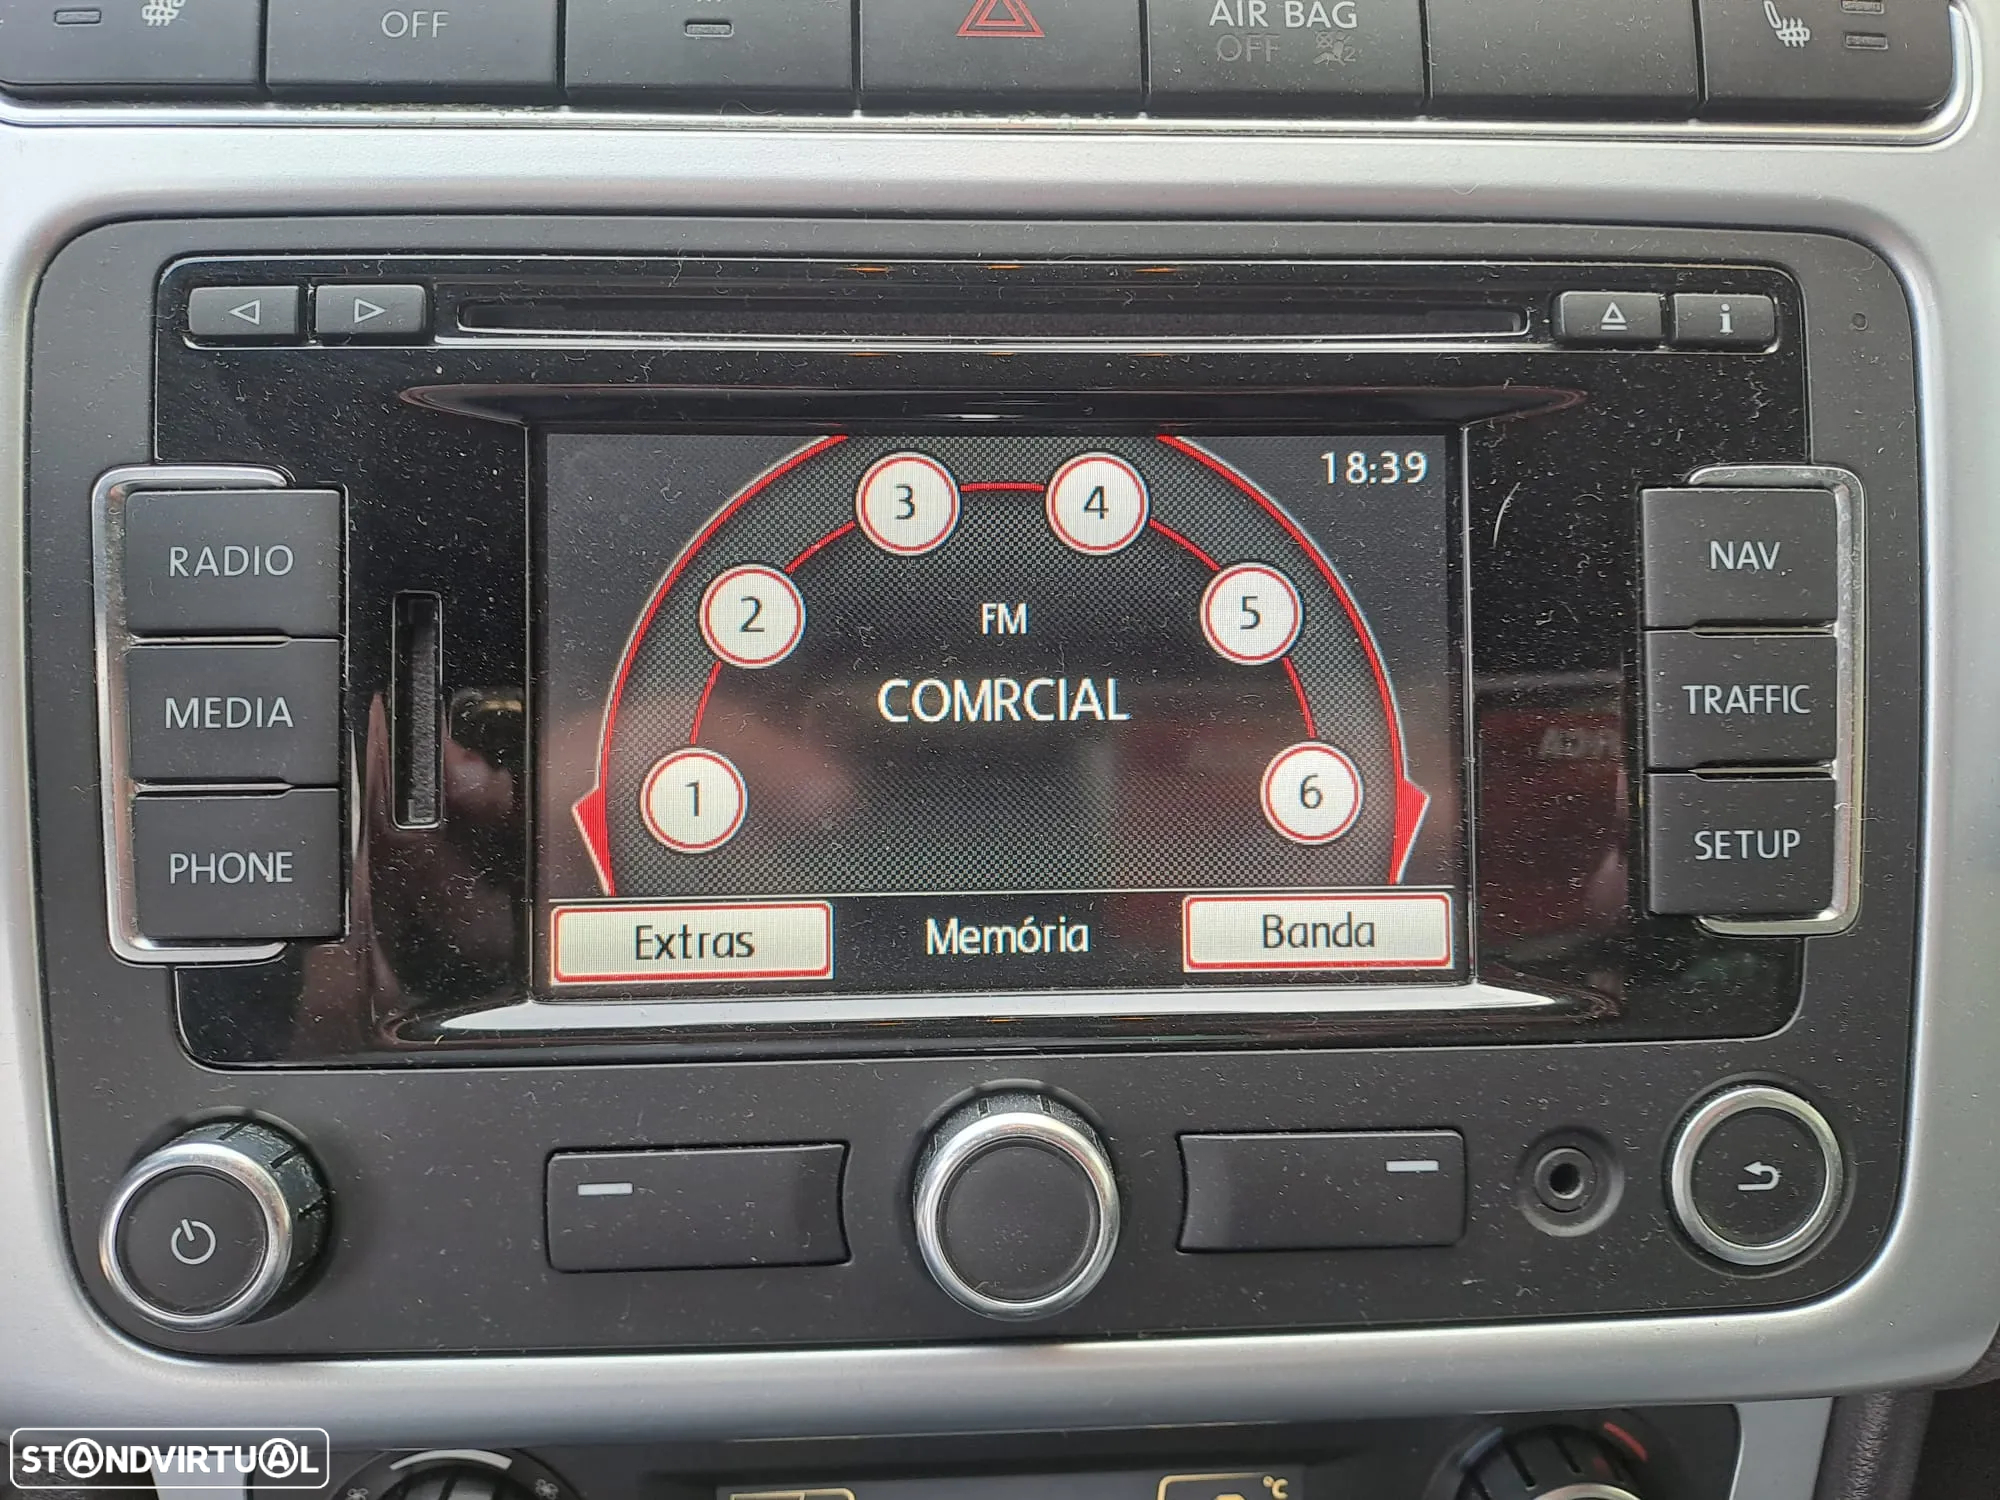 OFF
AIR BAG
OFF
2
i
RADIO
MEDIA
PHONE
18:39
3
4
2
5
1
6
FM
COMRCIAL
Extras
Memória
Banda
NAV
TRAFFIC
SETUP
°C
STANDVIRTUAL